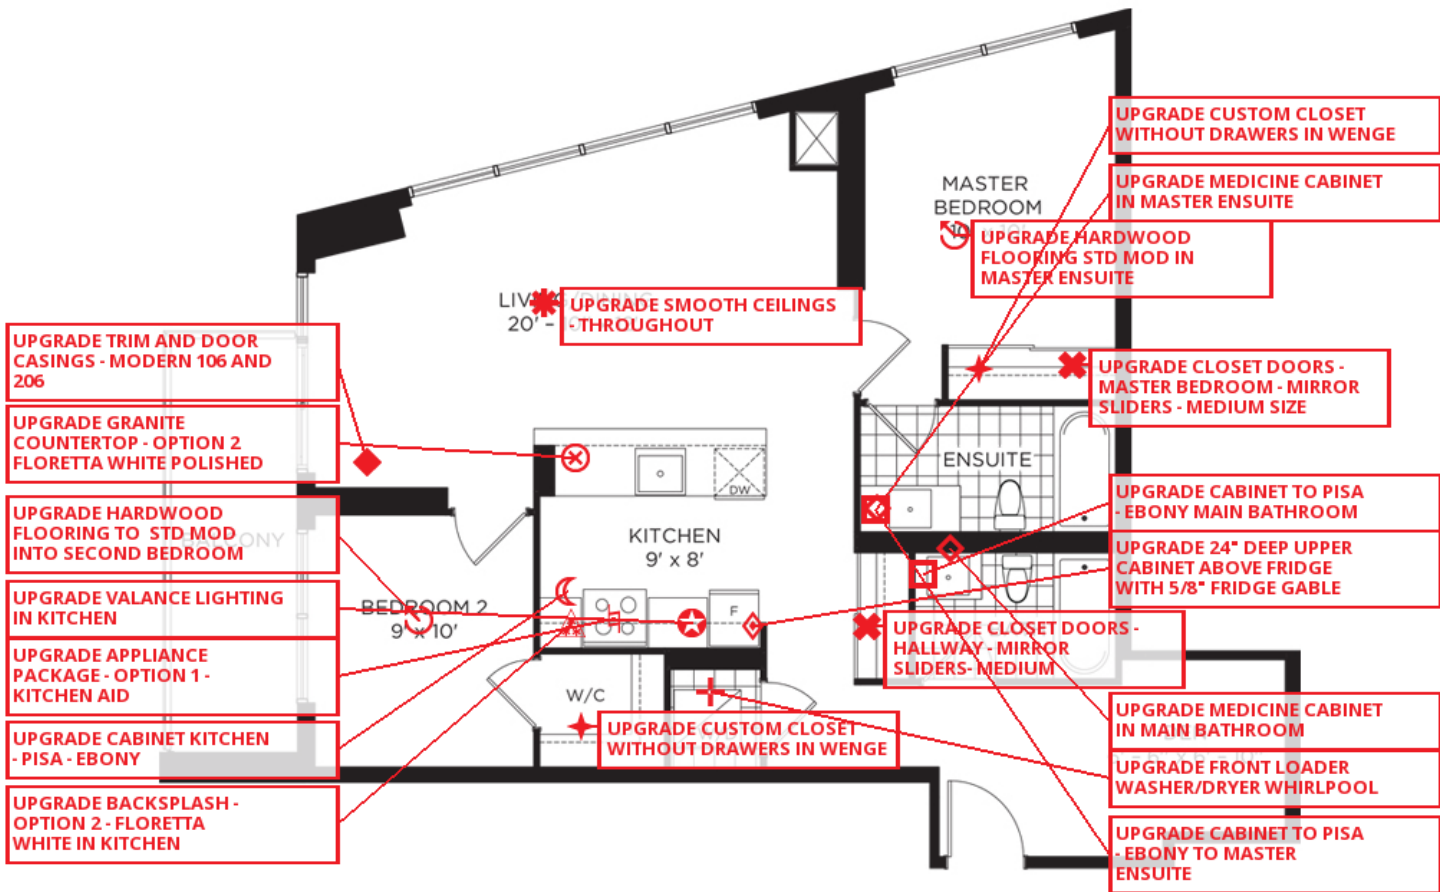 UPGRADE CUSTOM CLOSET
WITHOUT DRAWERS IN WENGE
UPGRADE MEDICINE CABINET
IN MASTER ENSUITE
MASTER
BEDROOM
UPGRADE HARDWOOD
FLOORING STD MOD IN
MASTER ENSUITE
UPGRADE SMOOTH CEILINGS
- THROUGHOUT
20' -
UPGRADE TRIM AND DOOR
CASINGS - MODERN 106 AND
206
UPGRADE CLOSET DOORS -
MASTER BEDROOM - MIRROR
SLIDERS - MEDIUM SIZE
UPGRADE GRANITE
COUNTERTOP - OPTION 2
FLORETTA WHITE POLISHED
ENSUITE
DW
UPGRADE CABINET TO PISA
- EBONY MAIN BATHROOM
UPGRADE HARDWOOD
FLOORING TO STD MOD
INTO SECOND BEDROOM
BALCONY
KITCHEN
9' x 8'
UPGRADE 24" DEEP UPPER
CABINET ABOVE FRIDGE
WITH 5/8" FRIDGE GABLE
UPGRADE VALANCE LIGHTING
IN KITCHEN
BEDROOM 2
9' x 10'
F
UPGRADE CLOSET DOORS -
HALLWAY - MIRROR
SLIDERS- MEDIUM
UPGRADE APPLIANCE
PACKAGE - OPTION 1 -
KITCHEN AID
W/C
UPGRADE CUSTOM CLOSET
WITHOUT DRAWERS IN WENGE
UPGRADE MEDICINE CABINET
IN MAIN BATHROOM
UPGRADE CABINET KITCHEN
- PISA - EBONY
UPGRADE FRONT LOADER
WASHER/DRYER WHIRLPOOL
UPGRADE BACKSPLASH -
OPTION 2 - FLORETTA
WHITE IN KITCHEN
UPGRADE CABINET TO PISA
- EBONY TO MASTER
ENSUITE